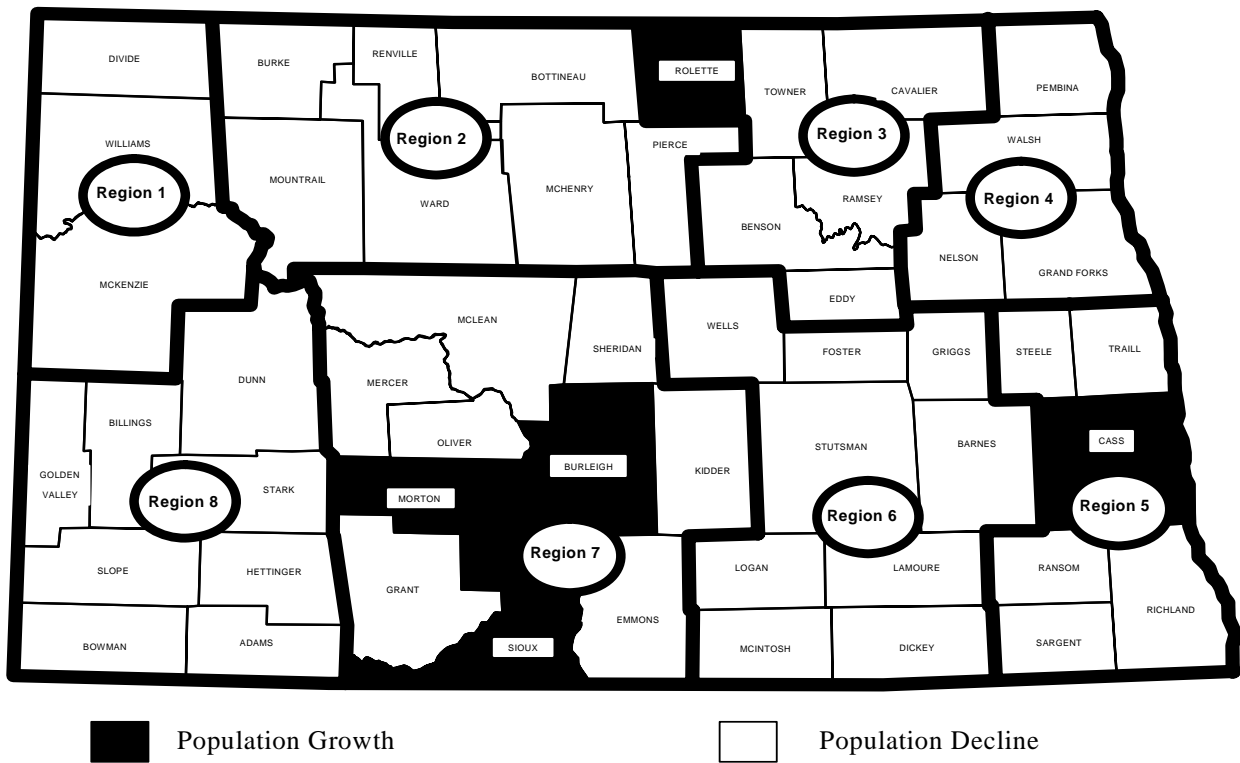 DIVIDE
BURKE
RENVILLE
BOTTINEAU
ROLETTE
TOWNER
CAVALIER
PEMBINA
WILLIAMS
Region 1
MOUNTRAIL
Region 2
WARD
MCHENRY
PIERCE
Region 3
BENSON
RAMSEY
WALSH
Region 4
NELSON
GRAND FORKS
MCKENZIE
MCLEAN
SHERIDAN
WELLS
EDDY
FOSTER
GRIGGS
STEELE
TRAILL
DUNN
MERCER
OLIVER
BILLINGS
GOLDEN
VALLEY
Region 8
STARK
MORTON
BURLEIGH
KIDDER
STUTSMAN
BARNES
CASS
Region 6
Region 5
Region 7
SLOPE
HETTINGER
GRANT
EMMONS
LOGAN
LAMOURE
RANSOM
RICHLAND
BOWMAN
ADAMS
SIOUX
MCINTOSH
DICKEY
SARGENT
Population Growth
Population Decline